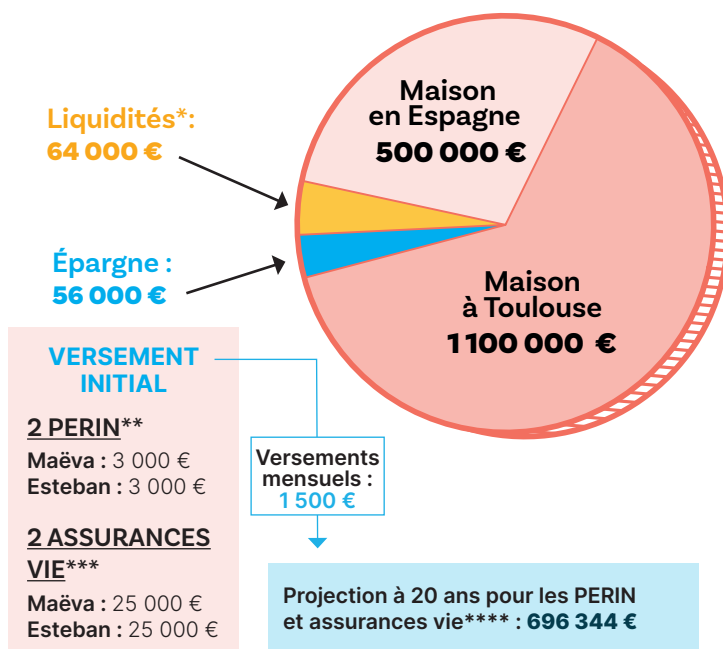 Maison
en Espagne
500 000 €
Liquidités*:
64 000 €
Épargne :
56 000 €
Maison
à Toulouse
1 100 000 €
VERSEMENT
INITIAL
2 PERIN**
Maëva : 3 000 €
Esteban : 3 000 €
2 ASSURANCES
VIE***
Maëva : 25 000 €
Esteban : 25 000 €
Versements
mensuels :
1 500 €
Projection à 20 ans pour les PERIN
et assurances vie**** : 696 344 €